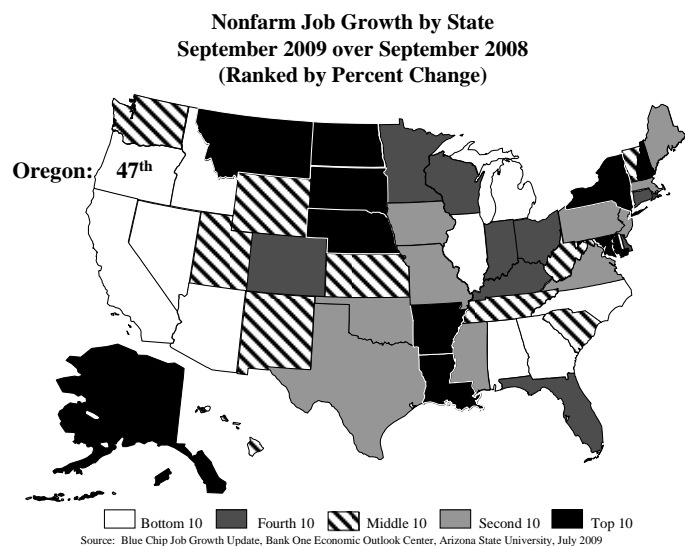 Nonfarm Job Growth by State
September 2009 over September 2008
(Ranked by Percent Change)
Oregon: 47th
Bottom 10 Fourth 10 Middle 10 Second 10 Top 10
Source: Blue Chip Job Growth Update, Bank One Economic Outlook Center, Arizona State University, July 2009